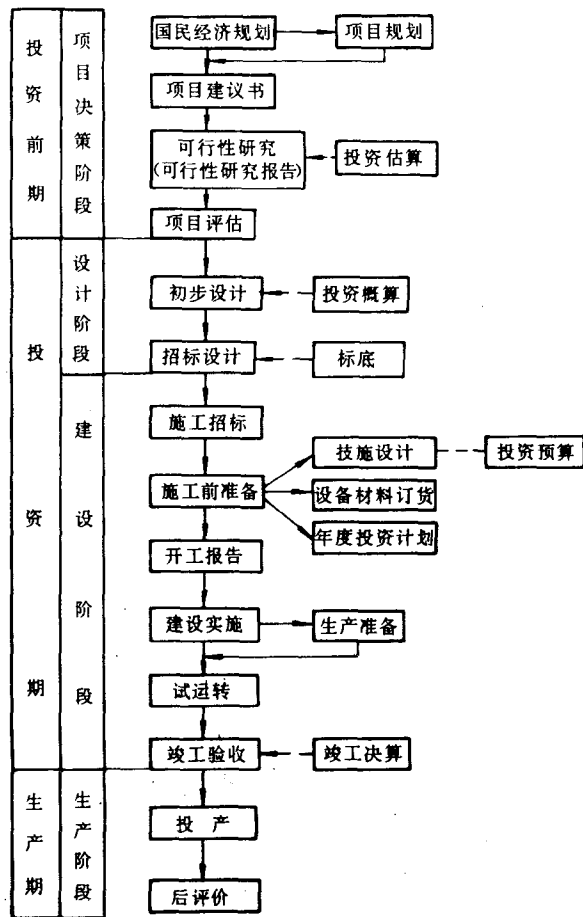 投资前期
项目决策阶段
国民经济规划
项目规划
项目建议书
可行性研究
(可行性研究报告)
投资估算
项目评估
投资期
设计阶段
初步设计
投资概算
招标设计
标底
建设阶段
施工招标
施工前准备
技施设计
投资预算
设备材料订货
年度投资计划
开工报告
建设实施
生产准备
试运转
竣工验收
竣工决算
生产期
生产阶段
投 产
后评价